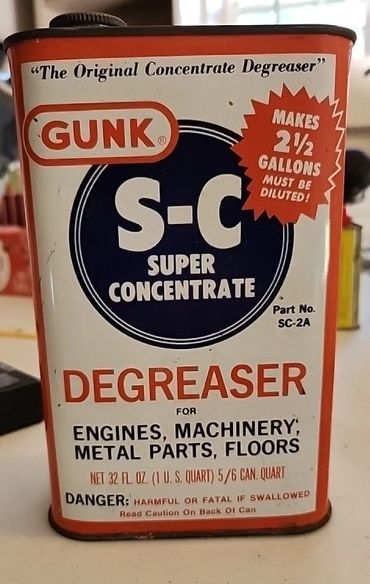 “The Original Concentrate Degreaser”
GUNK®
MAKES
2½
GALLONS
MUST BE
DILUTED!
S-C
SUPER
CONCENTRATE
Part No.
SC-2A
DEGREASER
FOR
ENGINES, MACHINERY,
METAL PARTS, FLOORS
NET 32 FL. OZ. (1 U. S. QUART) 5/6 CAN. QUART
DANGER: HARMFUL OR FATAL IF SWALLOWED
Read Caution On Back Of Can